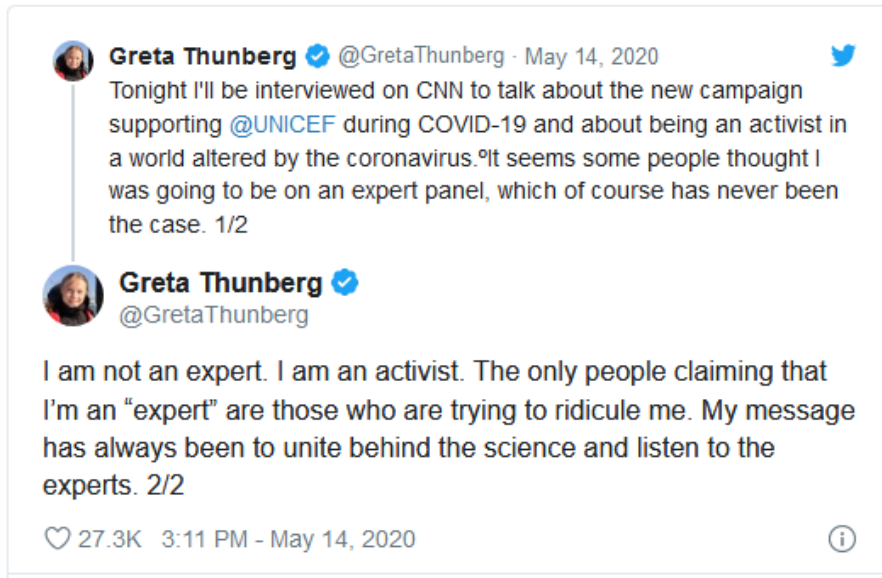 Greta Thunberg @GretaThunberg · May 14, 2020
Tonight I'll be interviewed on CNN to talk about the new campaign
supporting @UNICEF during COVID-19 and about being an activist in
a world altered by the coronavirus.ºIt seems some people thought I
was going to be on an expert panel, which of course has never been
the case. 1/2
Greta Thunberg
@GretaThunberg
I am not an expert. I am an activist. The only people claiming that
I'm an “expert” are those who are trying to ridicule me. My message
has always been to unite behind the science and listen to the
experts. 2/2
27.3K 3:11 PM - May 14, 2020